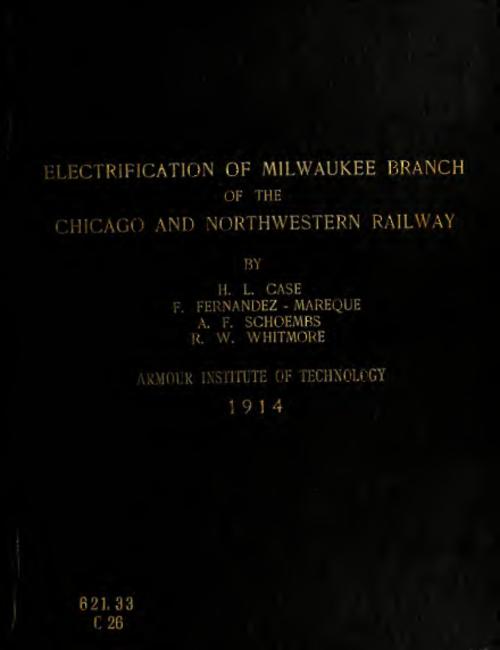 ELECTRIFICATION OF MILWAUKEE BRANCH
OF THE
CHICAGO AND NORTHWESTERN RAILWAY
BY
H. L. CASE
F. FERNANDEZ - MAREQUE
A. F. SCHOEMBS
R. W. WHITMORE
ARMOUR INSTITUTE OF TECHNOLOGY
1914
621.33
C 26